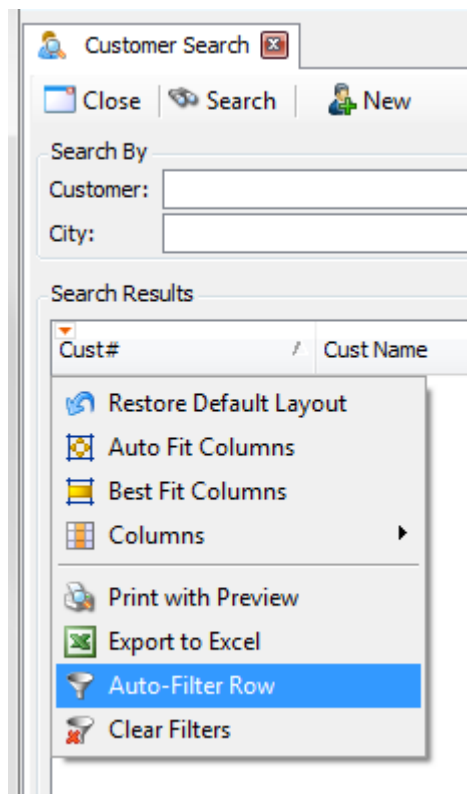 Customer Search
Close Search New
Search By
Customer:
City:
Search Results
Cust# Cust Name
Restore Default Layout
Auto Fit Columns
Best Fit Columns
Columns
Print with Preview
Export to Excel
Auto-Filter Row
Clear Filters